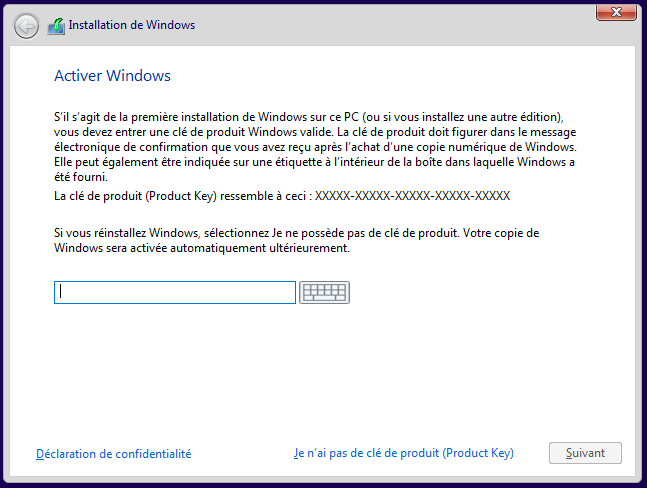 Installation de Windows
Activer Windows
S'il s'agit de la première installation de Windows sur ce PC (ou si vous installez une autre édition),
vous devez entrer une clé de produit Windows valide. La clé de produit doit figurer dans le message
électronique de confirmation que vous avez reçu après l'achat d'une copie numérique de Windows.
Elle peut également être indiquée sur une étiquette à l'intérieur de la boîte dans laquelle Windows a
été fourni.
La clé de produit (Product Key) ressemble à ceci : XXXXX-XXXXX-XXXXX-XXXXX-XXXXX
Si vous réinstallez Windows, sélectionnez Je ne possède pas de clé de produit. Votre copie de
Windows sera activée automatiquement ultérieurement.
Déclaration de confidentialité
Je n'ai pas de clé de produit (Product Key)
Suivant